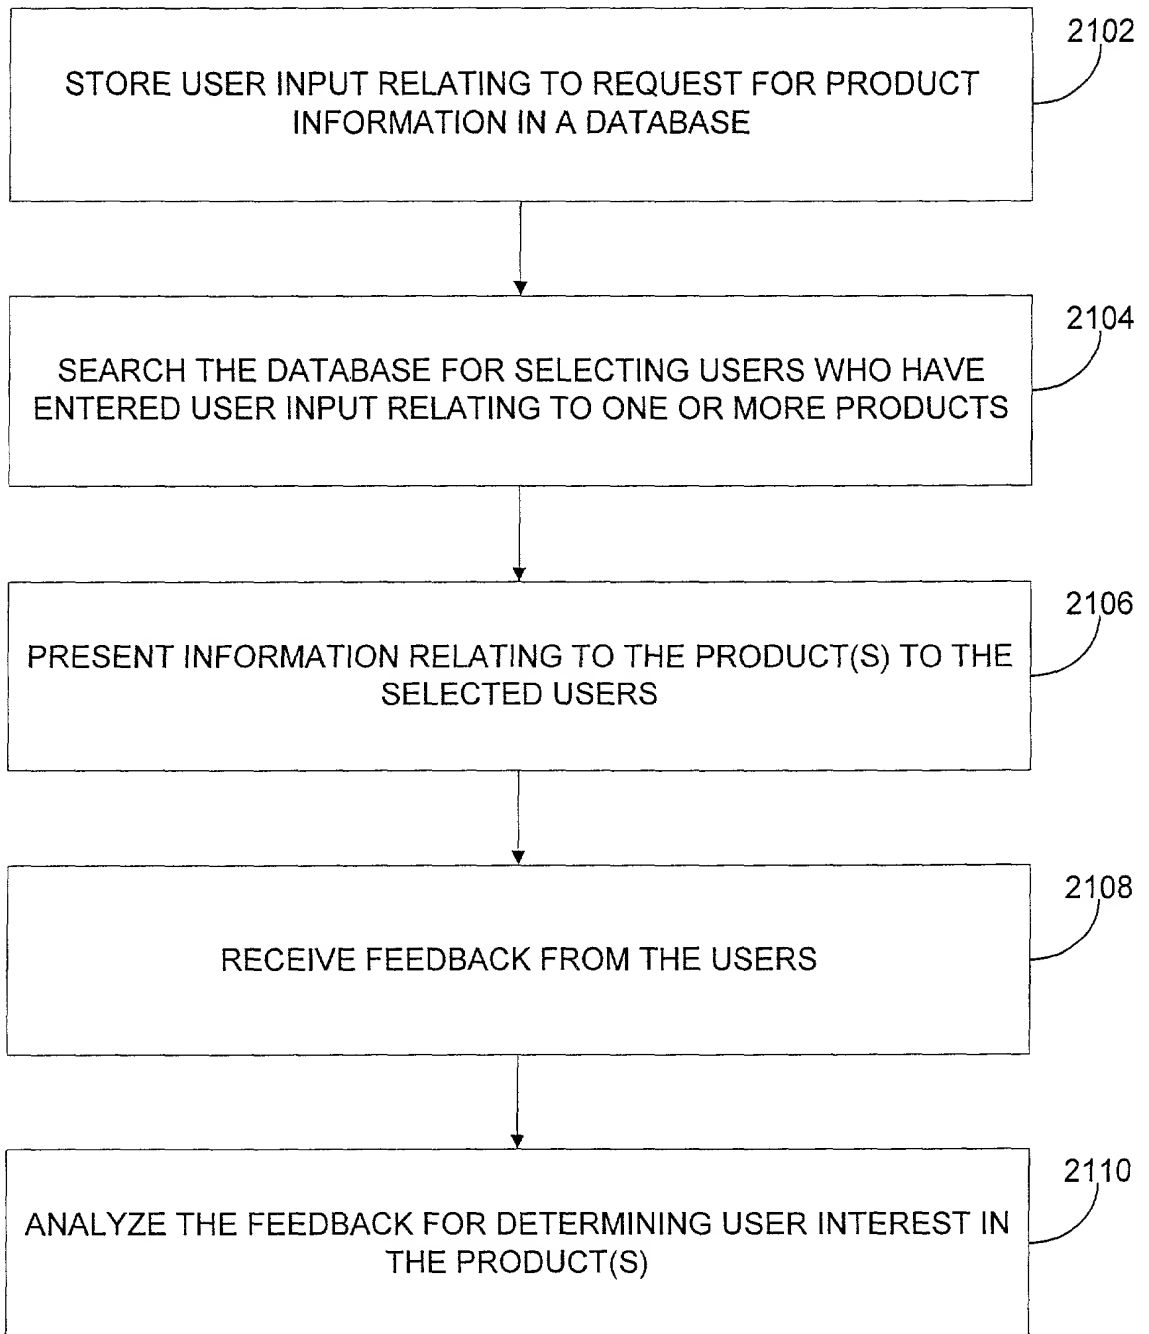 2102
STORE USER INPUT RELATING TO REQUEST FOR PRODUCT
INFORMATION IN A DATABASE
2104
SEARCH THE DATABASE FOR SELECTING USERS WHO HAVE
ENTERED USER INPUT RELATING TO ONE OR MORE PRODUCTS
2106
PRESENT INFORMATION RELATING TO THE PRODUCT(S) TO THE
SELECTED USERS
2108
RECEIVE FEEDBACK FROM THE USERS
2110
ANALYZE THE FEEDBACK FOR DETERMINING USER INTEREST IN
THE PRODUCT(S)